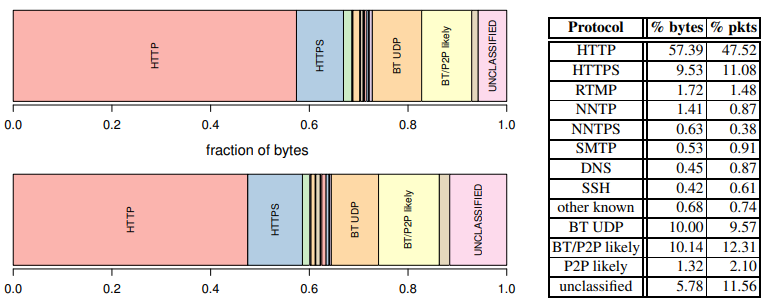 HTTP
HTTPS
BT UDP
BT/P2P likely
UNCLASSIFIED
0.0 0.2 0.4 0.6 0.8 1.0
fraction of bytes
HTTP
HTTPS
BT UDP
BT/P2P likely
UNCLASSIFIED
0.0 0.2 0.4 0.6 0.8 1.0
Protocol % bytes % pkts
HTTP 57.39 47.52
HTTPS 9.53 11.08
RTMP 1.72 1.48
NNTP 1.41 0.87
NNTPS 0.63 0.38
SMTP 0.53 0.91
DNS 0.45 0.87
SSH 0.42 0.61
other known 0.68 0.74
BT UDP 10.00 9.57
BT/P2P likely 10.14 12.31
P2P likely 1.32 2.10
unclassified 5.78 11.56